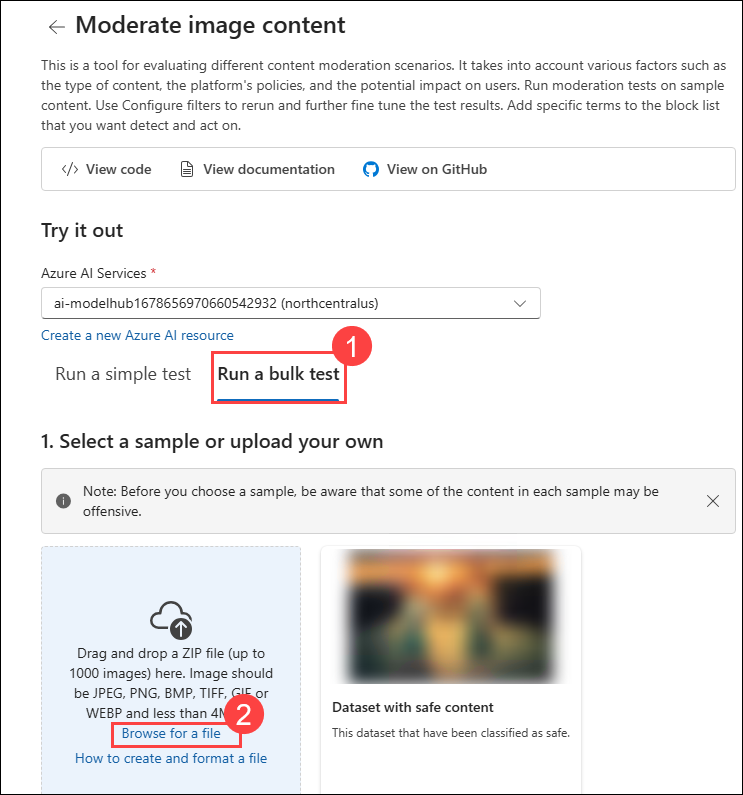 Moderate image content
This is a tool for evaluating different content moderation scenarios. It takes into account various factors such as
the type of content, the platform's policies, and the potential impact on users. Run moderation tests on sample
content. Use Configure filters to rerun and further fine tune the test results. Add specific terms to the block list
that you want detect and act on.
View code
View documentation
View on GitHub
Try it out
Azure AI Services *
ai-modelhub1678656970660542932 (northcentralus)
Create a new Azure AI resource
1
Run a simple test
Run a bulk test
1. Select a sample or upload your own
Note: Before you choose a sample, be aware that some of the content in each sample may be
offensive.
Drag and drop a ZIP file (up to
1000 images) here. Image should
be JPEG, PNG, BMP, TIFF, GIF or
WEBP and less than 4M
2
Browse for a file
How to create and format a file
Dataset with safe content
This dataset that have been classified as safe.